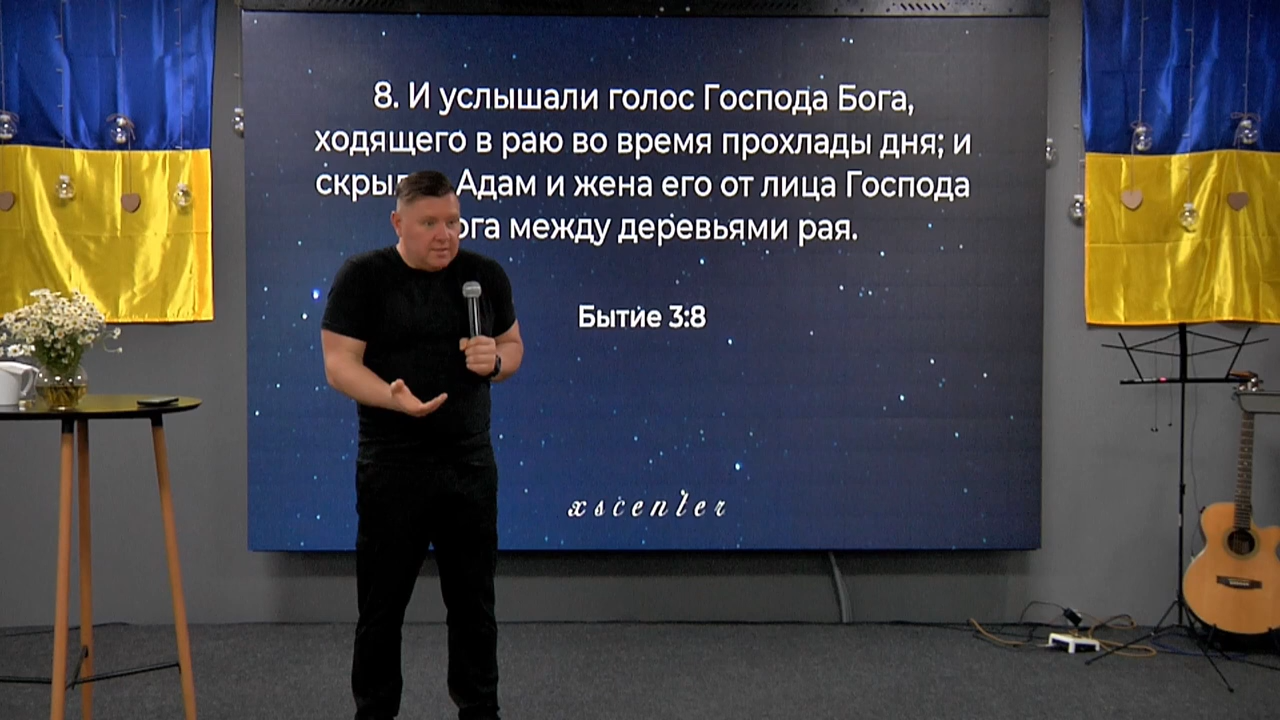 8. И услышали голос Господа Бога,
ходящего в раю во время прохлады дня; и
Адам и жена его от лица Господа
между деревьями рая.
Бытие 3:8
xscenter